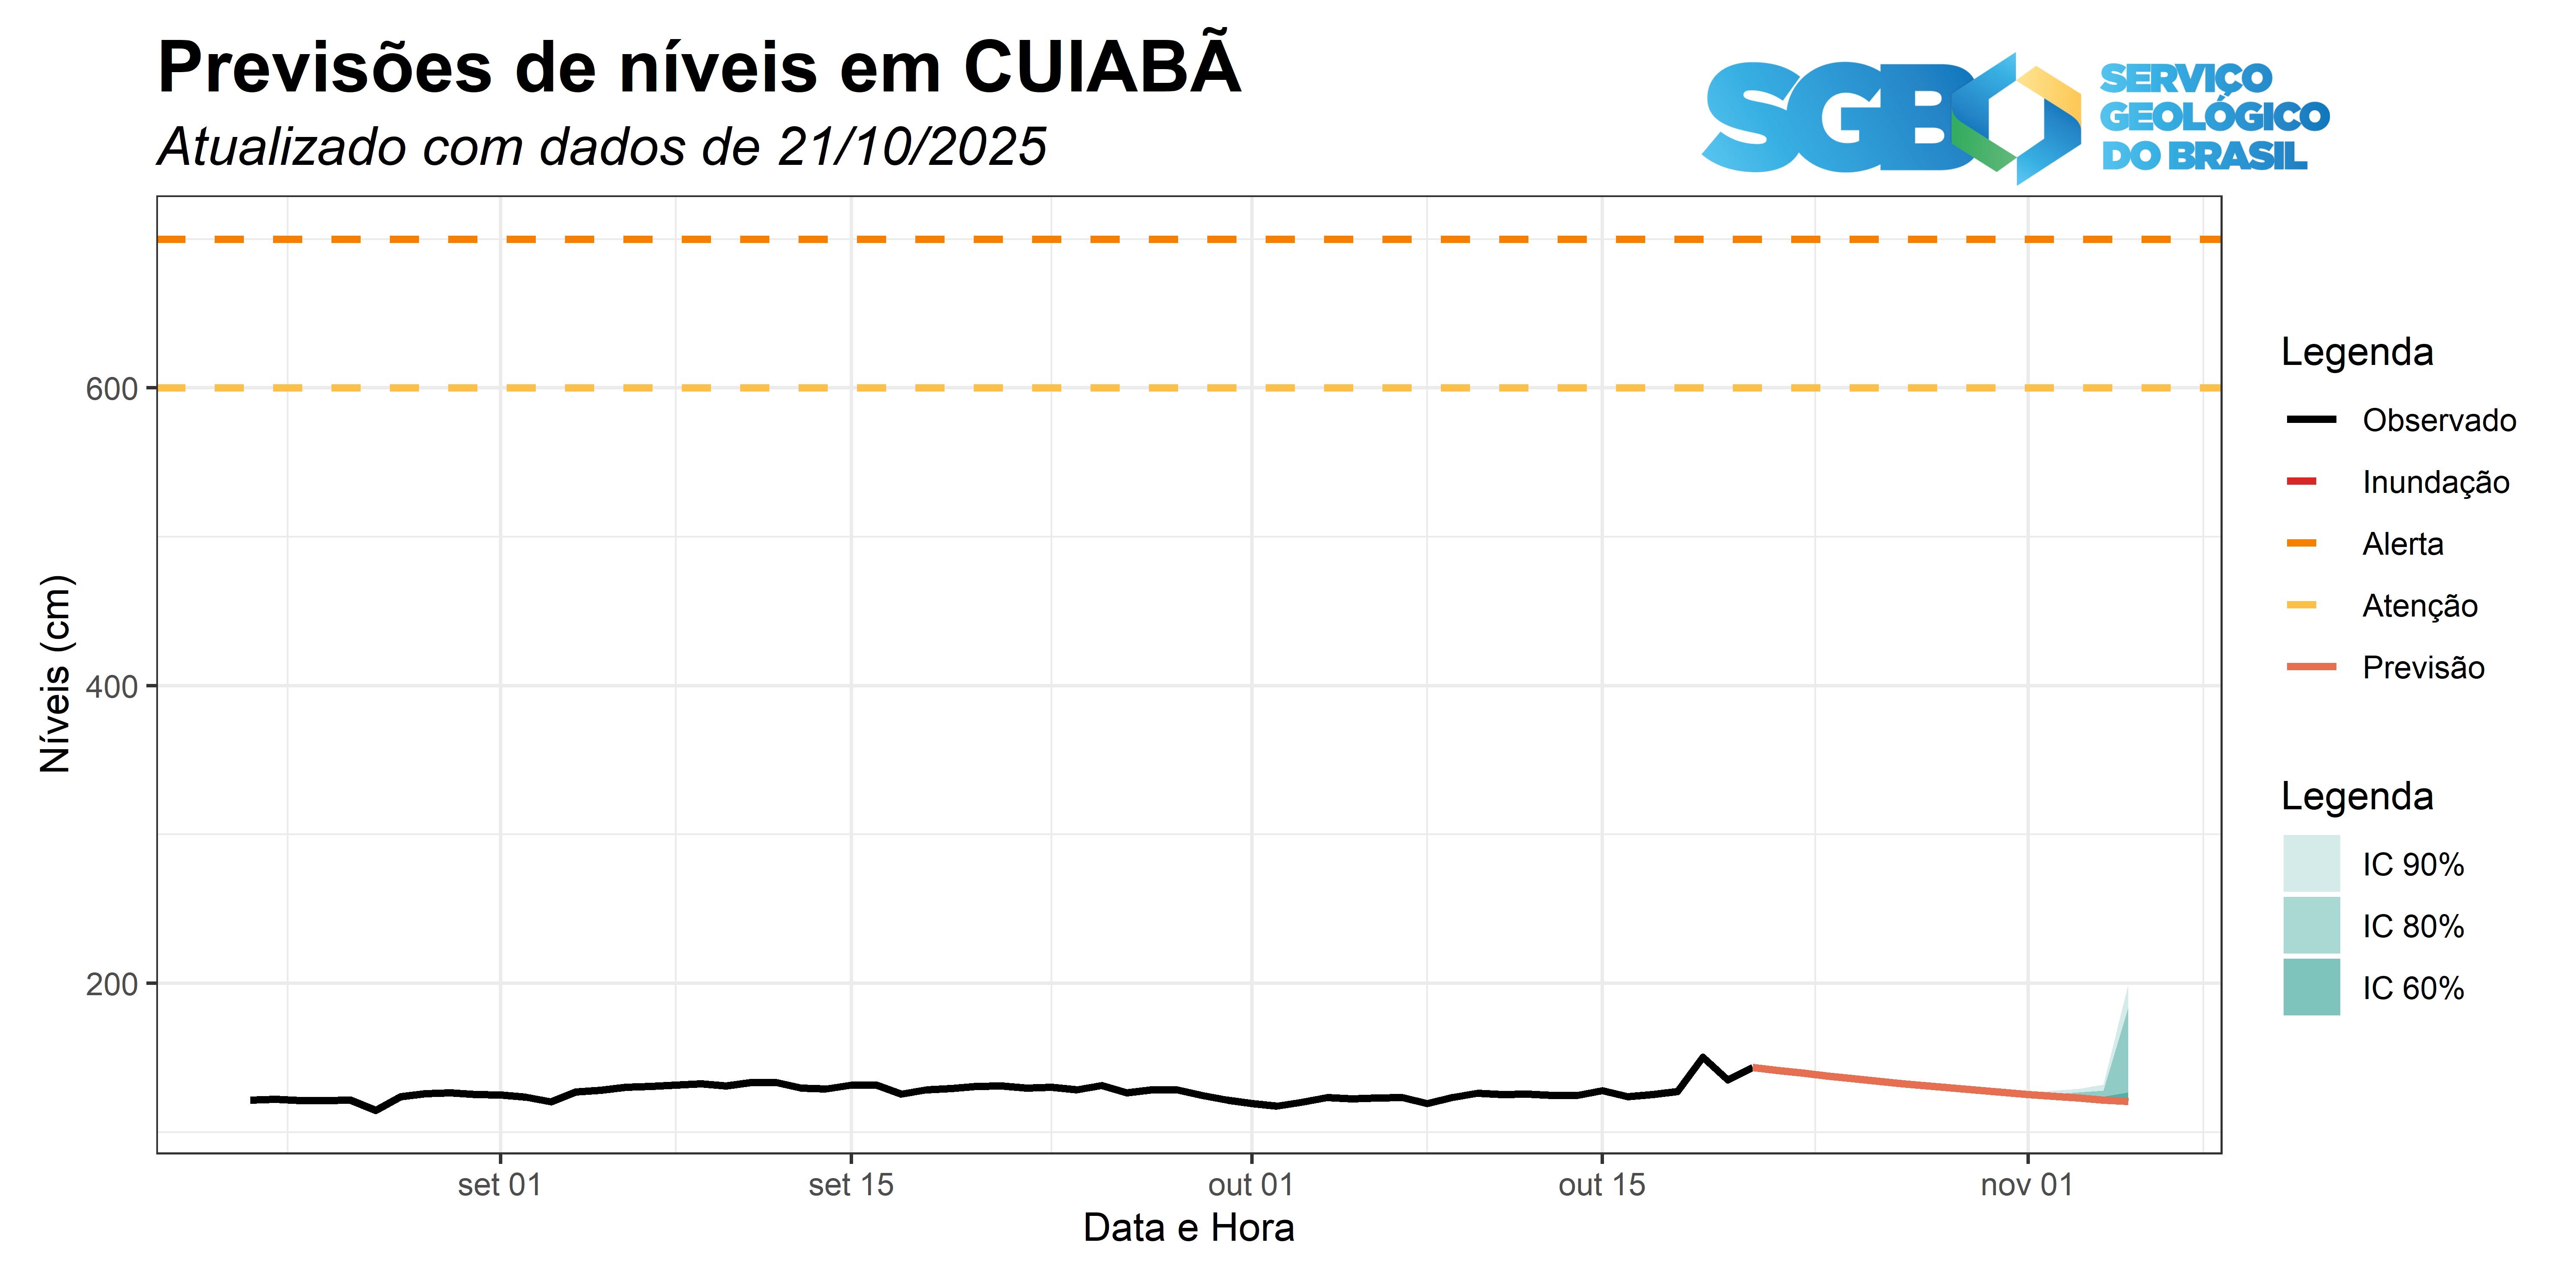 Previsões de níveis em CUIABÃ
Atualizado com dados de 21/10/2025
SGB
SERVIÇO
GEOLÓGICO
DO BRASIL
Níveis (cm)
600
400
200
set 01
set 15
out 01
out 15
nov 01
Data e Hora
Legenda
Observado
Inundação
Alerta
Atenção
Previsão
Legenda
IC 90%
IC 80%
IC 60%